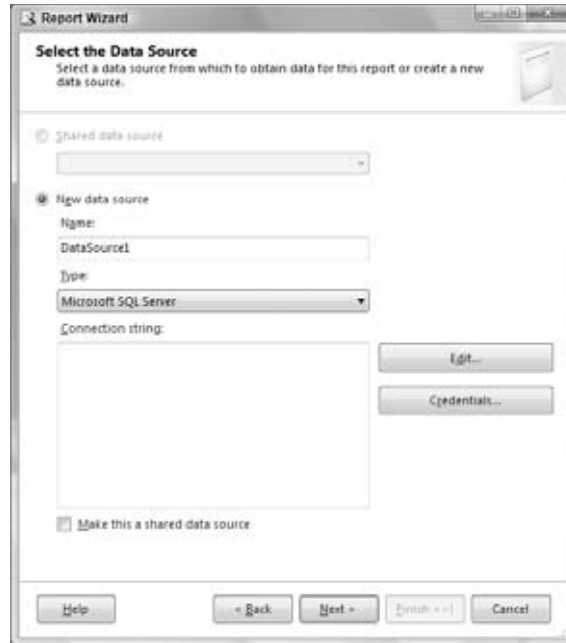 Report Wizard
Select the Data Source
Select a data source from which to obtain data for this report or create a new
data source.
Shared data source
New data source
Name:
DataSource1
Type:
Microsoft SQL Server
Connection string:
Edit...
Credentials...
Make this a shared data source
Help
< Back
Next >
Finish >>|
Cancel